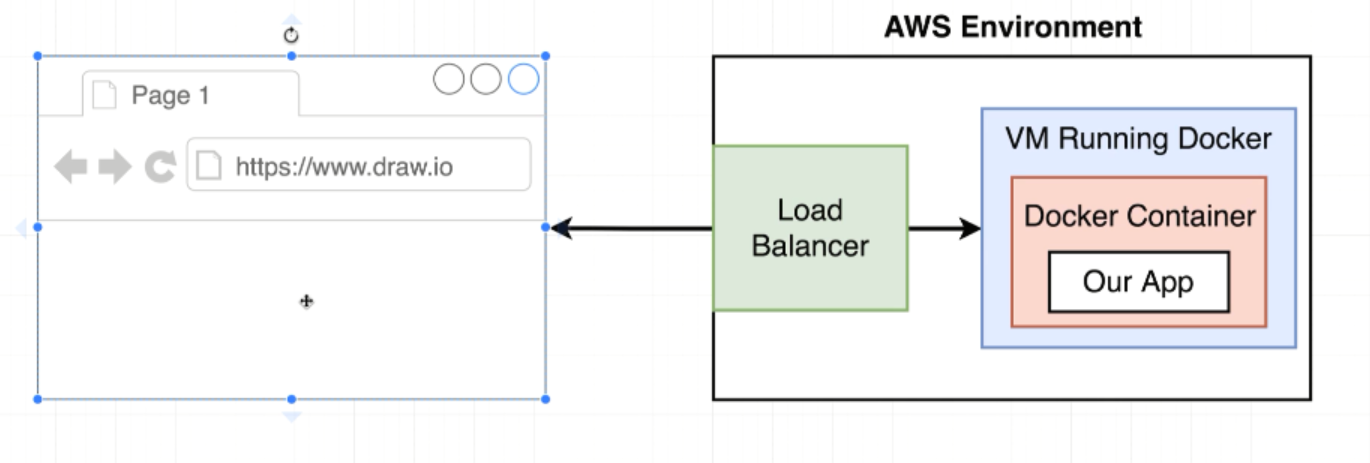 AWS Environment
Page 1
https://www.draw.io
VM Running Docker
Load
Balancer
Docker Container
Our App